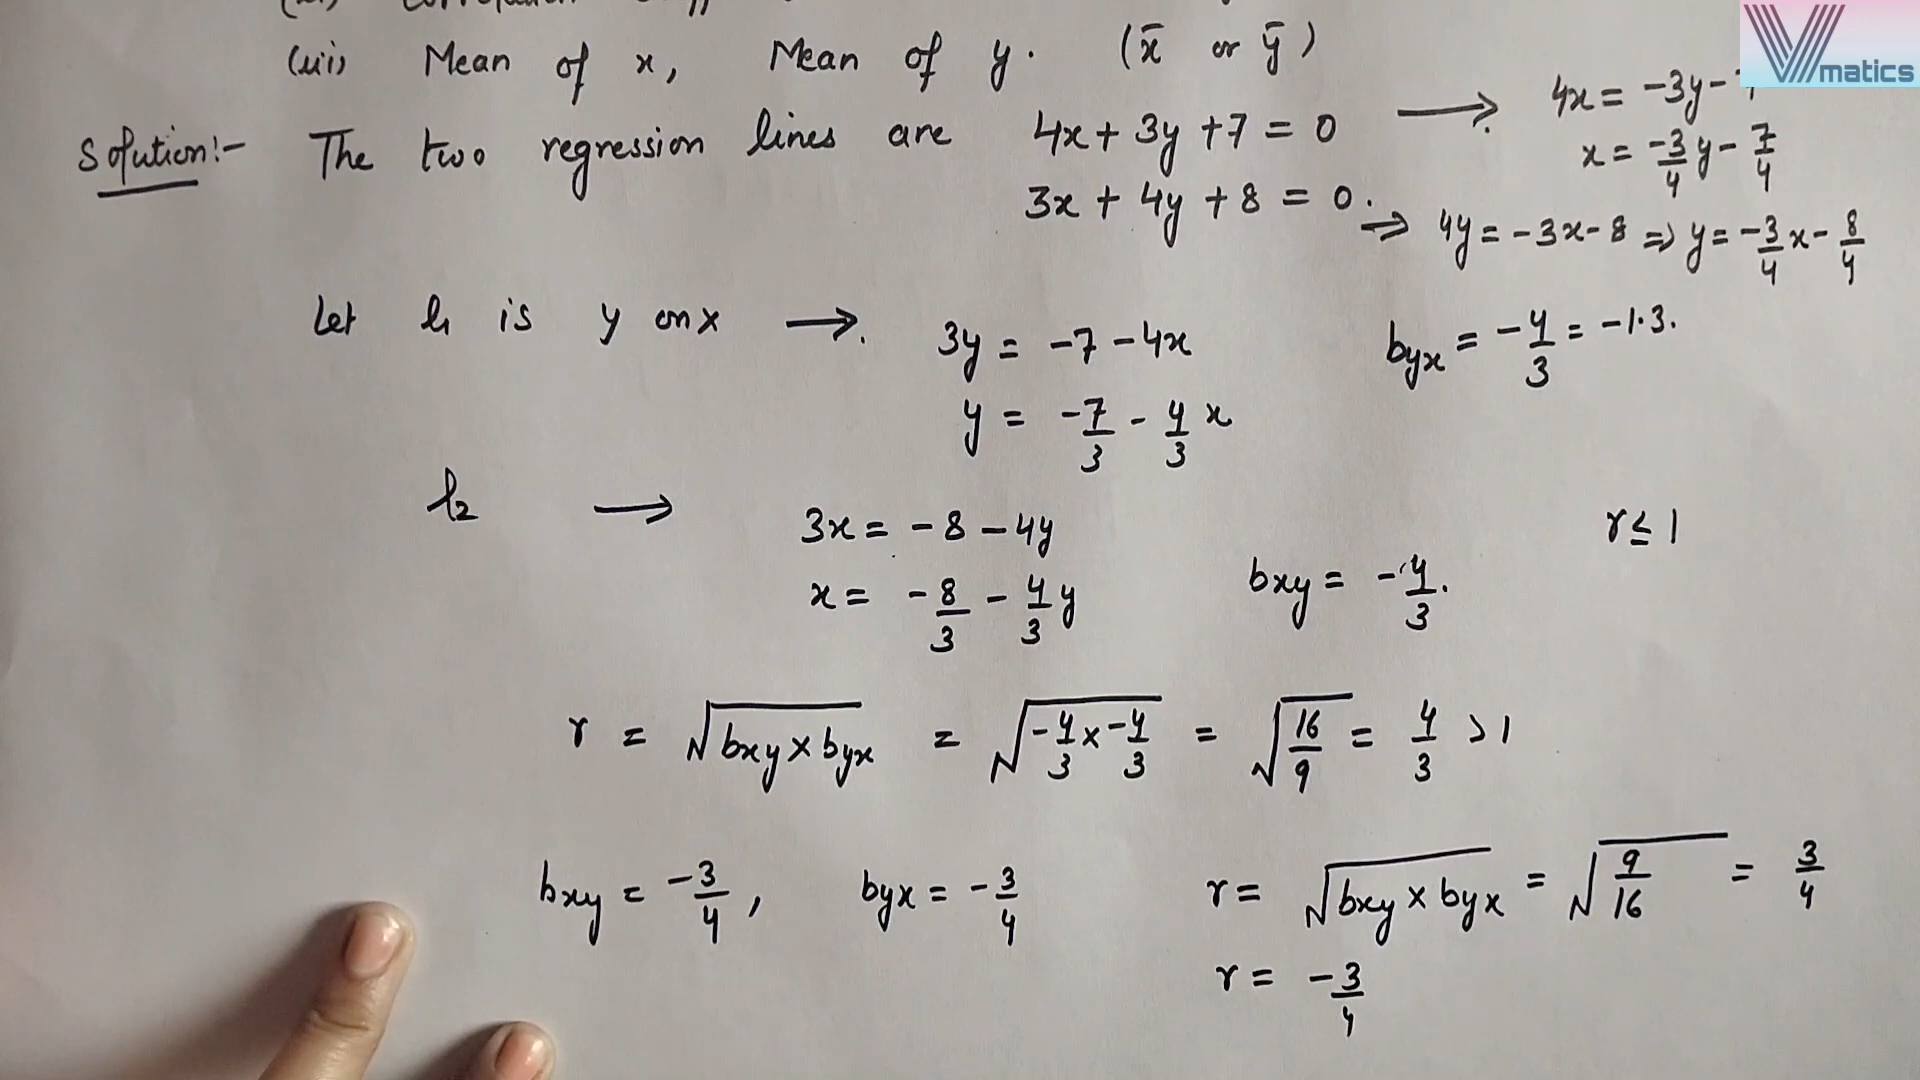 (iii) Mean of x, Mean of y. (x̄ or ȳ)
Solution:- The two regression lines are 4x + 3y + 7 = 0 → 4x = -3y -
x = -3/4 y - 7/4
3x + 4y + 8 = 0. ⇒ 4y = -3x - 8 ⇒ y = -3/4 x - 8/4
Let l1 is y on x → 3y = -7 - 4x
byx = -4/3 = -1.3.
y = -7/3 - 4/3 x
l2 → 3x = -8 - 4y
r ≤ 1
x = -8/3 - 4/3 y
bxy = -4/3.
r = √(bxy × byx) = √(-4/3 × -4/3) = √(16/9) = 4/3 > 1
bxy = -3/4, byx = -3/4
r = √(bxy × byx) = √(9/16) = 3/4
r = -3/4
Vmatics